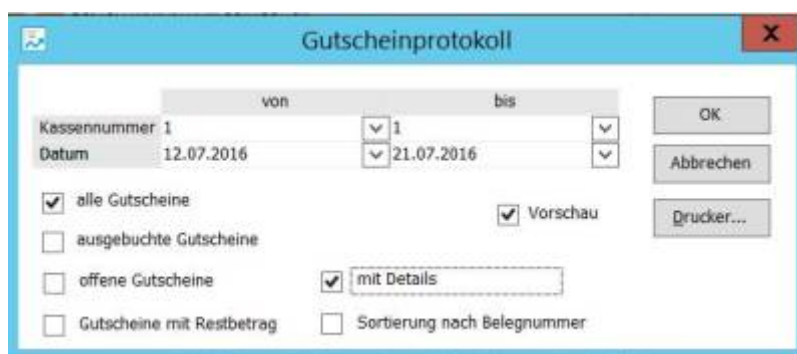 Gutscheinprotokoll
von bis
Kassennummer 1 1
Datum 12.07.2016 21.07.2016
OK
Abbrechen
Drucker...
alle Gutscheine
Vorschau
ausgebuchte Gutscheine
offene Gutscheine
mit Details
Gutscheine mit Restbetrag
Sortierung nach Belegnummer